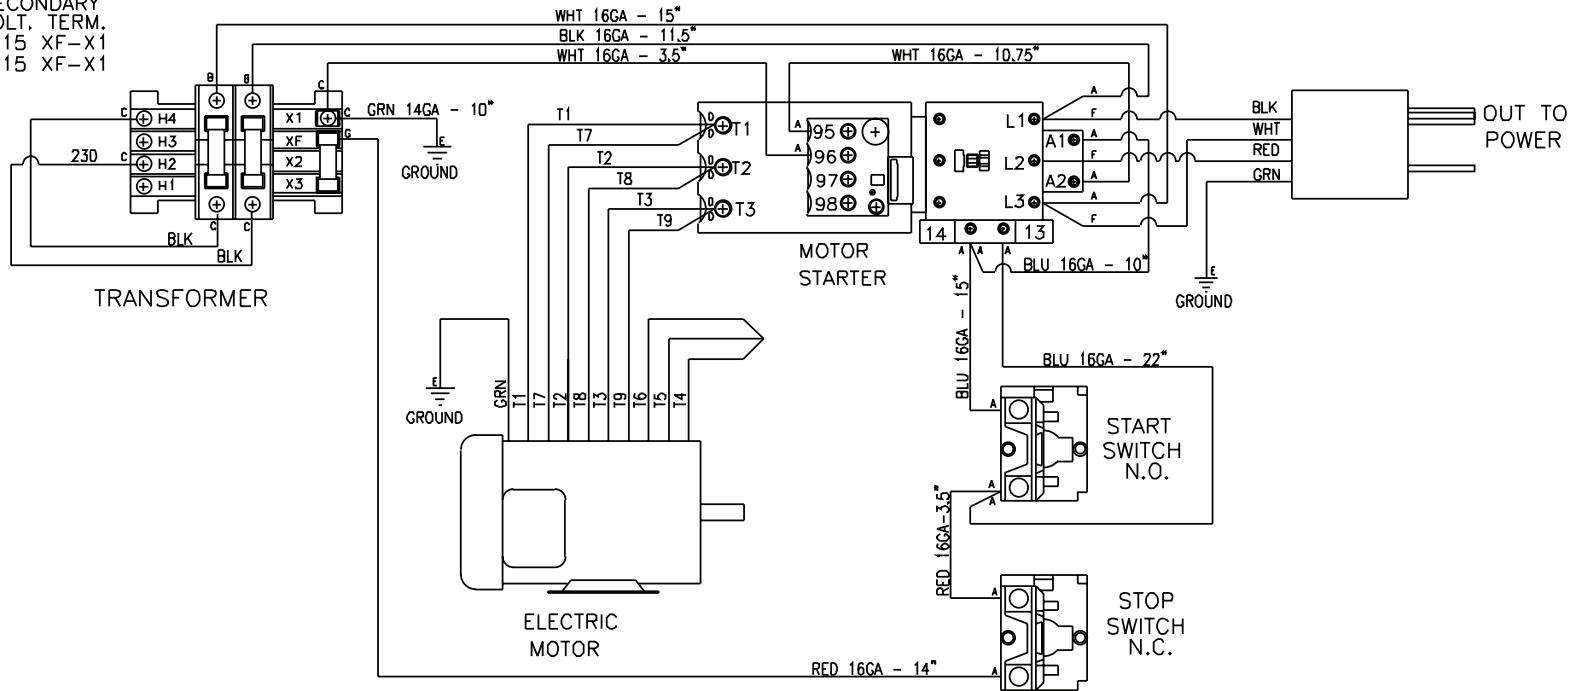 ECONDARY
OLT, TERM.
15 XF-X1
15 XF-X1
WHT 16GA - 15"
BLK 16GA - 11.5"
WHT 16GA - 3.5"
WHT 16GA - 10.75"
B B C
C H4
H3
230 C H2
H1
X1 C
XF G
X2
X3
C C
BLK
BLK
TRANSFORMER
GRN 14GA - 10"
E
GROUND
T1
T7
T2
T8
T3
T9
D T1
D
D T2
D
D T3
D
A 95
A 96
97
98
MOTOR
STARTER
L1
A1
L2
A2
L3
14 13
A A A
A
F
A
F
A
A
F
BLK
WHT
RED
GRN
OUT TO
POWER
E
GROUND
BLU 16GA - 10"
BLU 16GA - 15"
BLU 16GA - 22"
E
GROUND
GRN
T1
T7
T2
T8
T3
T9
T6
T5
T4
ELECTRIC
MOTOR
A
A
A
START
SWITCH
N.O.
RED 16GA-3.5"
A
A
STOP
SWITCH
N.C.
RED 16GA - 14"